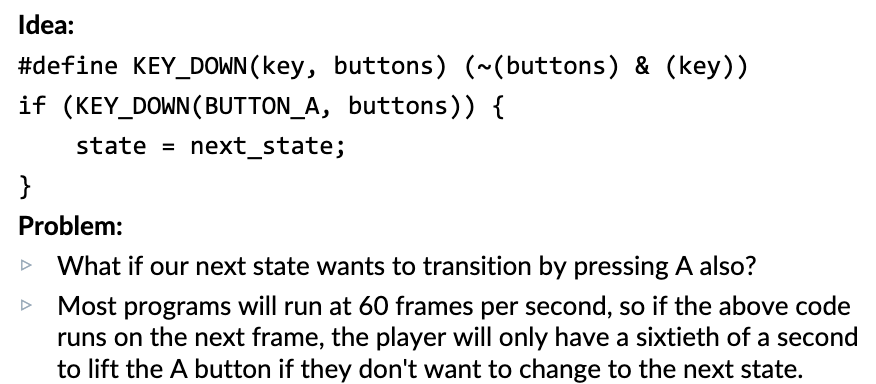 Idea:
#define KEY_DOWN(key, buttons) (~(buttons) & (key))
if (KEY_DOWN(BUTTON_A, buttons)) {
    state = next_state;
}
Problem:
▷ What if our next state wants to transition by pressing A also?
▷ Most programs will run at 60 frames per second, so if the above code
runs on the next frame, the player will only have a sixtieth of a second
to lift the A button if they don't want to change to the next state.